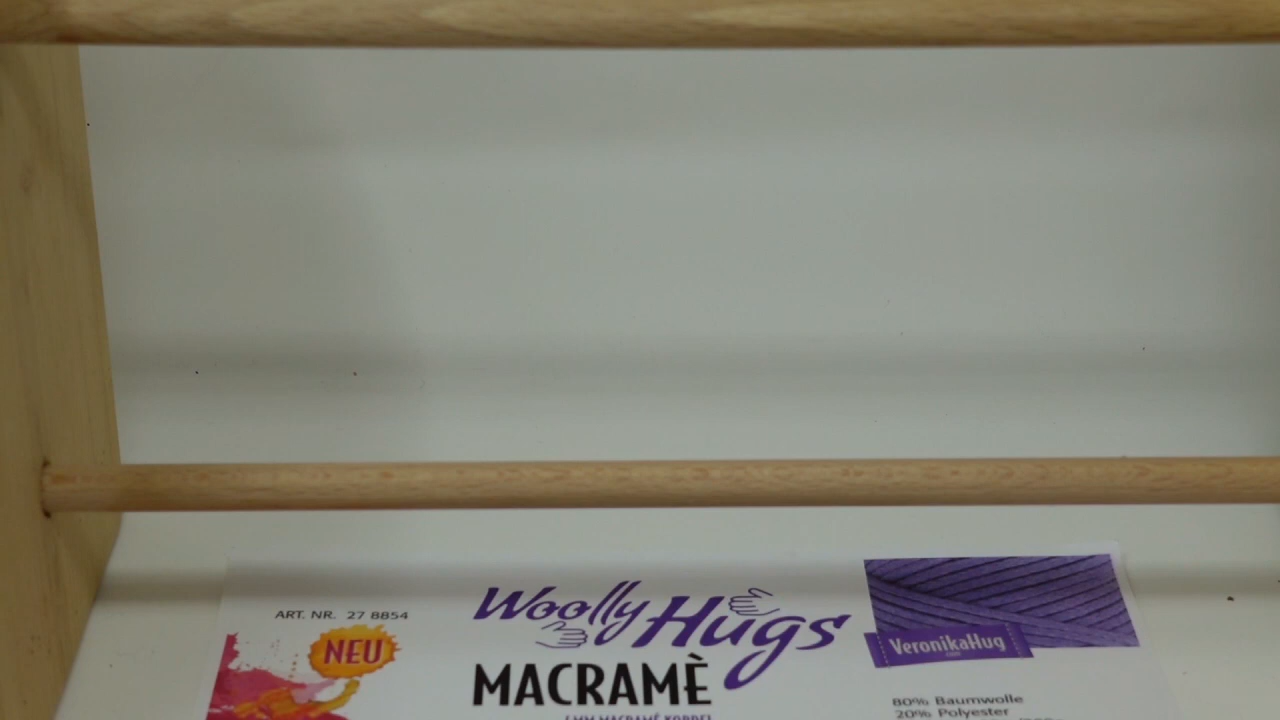 ART. NR. 27 8854
NEU
Woolly Hugs
MACRAMÈ
VeronikaHug
80% Baumwolle
20% Polyester